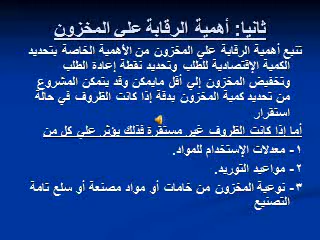 ثانيا: أهمية الرقابة على المخزون
تنبع أهمية الرقابة على المخزون من الأهمية الخاصة بتحديد
الكمية الإقتصادية للطلب وتحديد نقطة إعادة الطلب
وتخفيض المخزون إلي أقل مايمكن وقد يتمكن المشروع
من تحديد كمية المخزون بدقة إذا كانت الظروف في حالة
استقرار
أما إذا كانت الظروف غير مستقرة فذلك يؤثر علي كل من
١- معدلات الإستخدام للمواد.
٢- مواعيد التوريد.
٣- نوعية المخزون من خامات أو مواد مصنعة أو سلع تامة
التصنيع